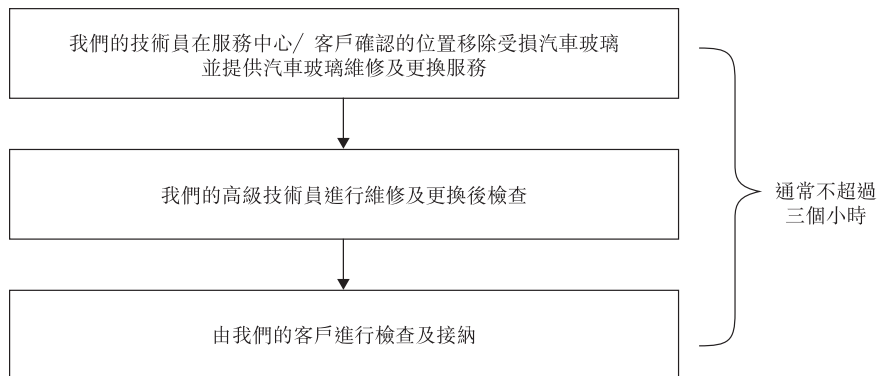 我們的技術員在服務中心/ 客戶確認的位置移除受損汽車玻璃
並提供汽車玻璃維修及更換服務
我們的高級技術員進行維修及更換後檢查
由我們的客戶進行檢查及接納
通常不超過
三個小時